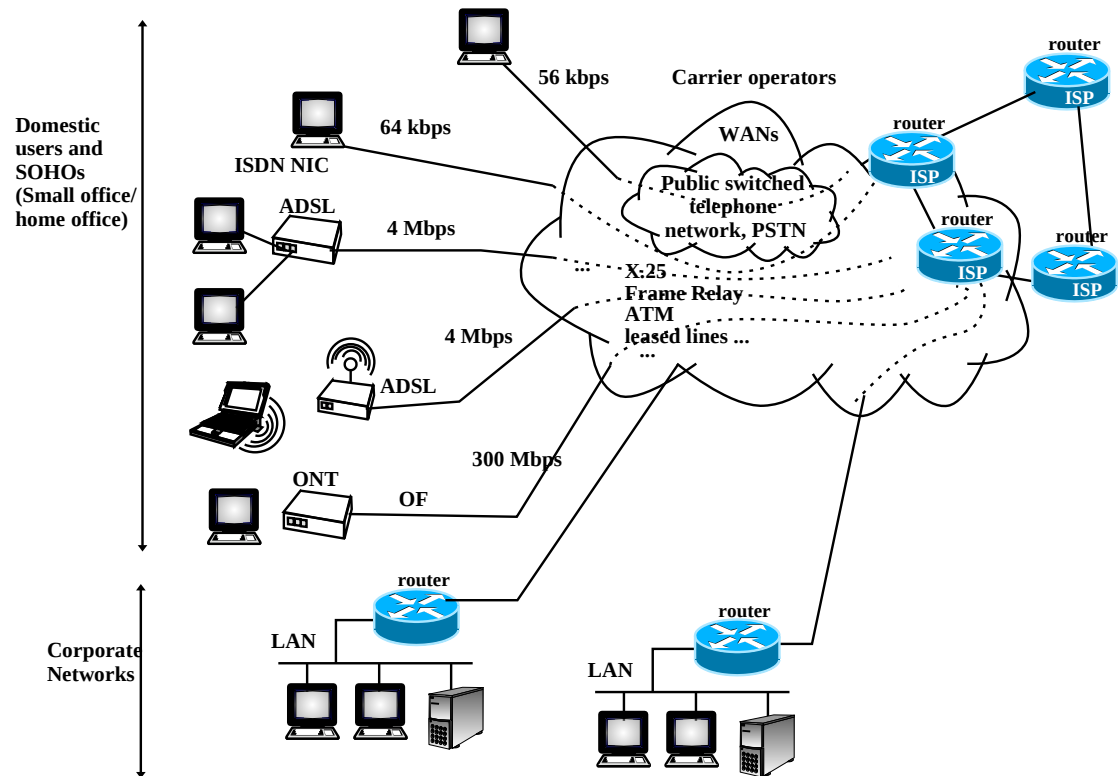 router
ISP
56 kbps
Carrier operators
64 kbps
WANs
router
ISP
Domestic
users and
SOHOs
(Small office/
home office)
ISDN NIC
Public switched
telephone
network, PSTN
ADSL
4 Mbps
router
ISP
router
ISP
...
X.25
Frame Relay
ATM
leased lines ...
...
4 Mbps
ADSL
300 Mbps
ONT
OF
router
LAN
Corporate
Networks
router
LAN